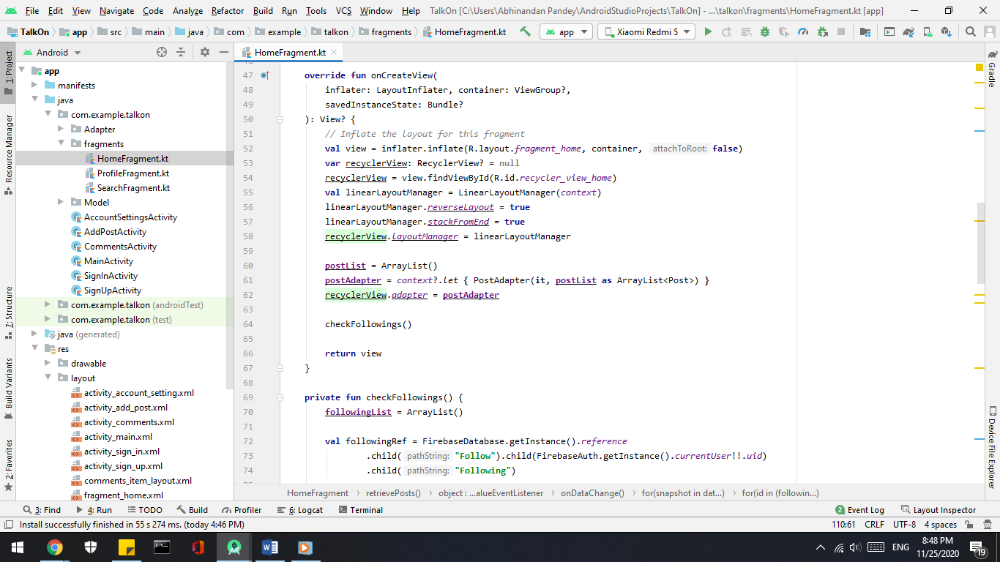 File Edit View Navigate Code Analyze Refactor Build Run Tools VCS Window Help TalkOn [C:\Users\Abhinandan Pandey\AndroidStudioProjects\TalkOn] - ...\talkon\fragments\HomeFragment.kt [app]
TalkOn app src main java com example talkon fragments HomeFragment.kt app Xiaomi Redmi 5
Android
HomeFragment.kt
1: Project
Resource Manager
7: Structure
Build Variants
2: Favorites
app
manifests
java
com.example.talkon
Adapter
fragments
HomeFragment.kt
ProfileFragment.kt
SearchFragment.kt
Model
AccountSettingsActivity
AddPostActivity
CommentsActivity
MainActivity
SignInActivity
SignUpActivity
com.example.talkon (androidTest)
com.example.talkon (test)
java (generated)
res
drawable
layout
activity_account_setting.xml
activity_add_post.xml
activity_comments.xml
activity_main.xml
activity_sign_in.xml
activity_sign_up.xml
comments_item_layout.xml
fragment_home.xml
47 override fun onCreateView(
48 inflater: LayoutInflater, container: ViewGroup?,
49 savedInstanceState: Bundle?
50 ): View? {
51 // Inflate the layout for this fragment
52 val view = inflater.inflate(R.layout.fragment_home, container, attachToRoot: false)
53 var recyclerView: RecyclerView? = null
54 recyclerView = view.findViewById(R.id.recycler_view_home)
55 val linearLayoutManager = LinearLayoutManager(context)
56 linearLayoutManager.reverseLayout = true
57 linearLayoutManager.stackFromEnd = true
58 recyclerView.layoutManager = linearLayoutManager
59
60 postList = ArrayList()
61 postAdapter = context?.let { PostAdapter(it, postList as ArrayList<Post>) }
62 recyclerView.adapter = postAdapter
63
64 checkFollowings()
65
66 return view
67 }
68
69 private fun checkFollowings() {
70 followingList = ArrayList()
71
72 val followingRef = FirebaseDatabase.getInstance().reference
73 .child( pathString: "Follow").child(FirebaseAuth.getInstance().currentUser!!.uid)
74 .child( pathString: "Following")
Gradle
Device File Explorer
HomeFragment retrievePosts() object : ...alueEventListener onDataChange() for(snapshot in dat...) for(id in (followin...)
3: Find 4: Run TODO Build Profiler 6: Logcat Terminal 2 Event Log Layout Inspector
Install successfully finished in 55 s 274 ms. (today 4:46 PM) 110:61 CRLF UTF-8 4 spaces
ENG 8:48 PM
11/25/2020 19